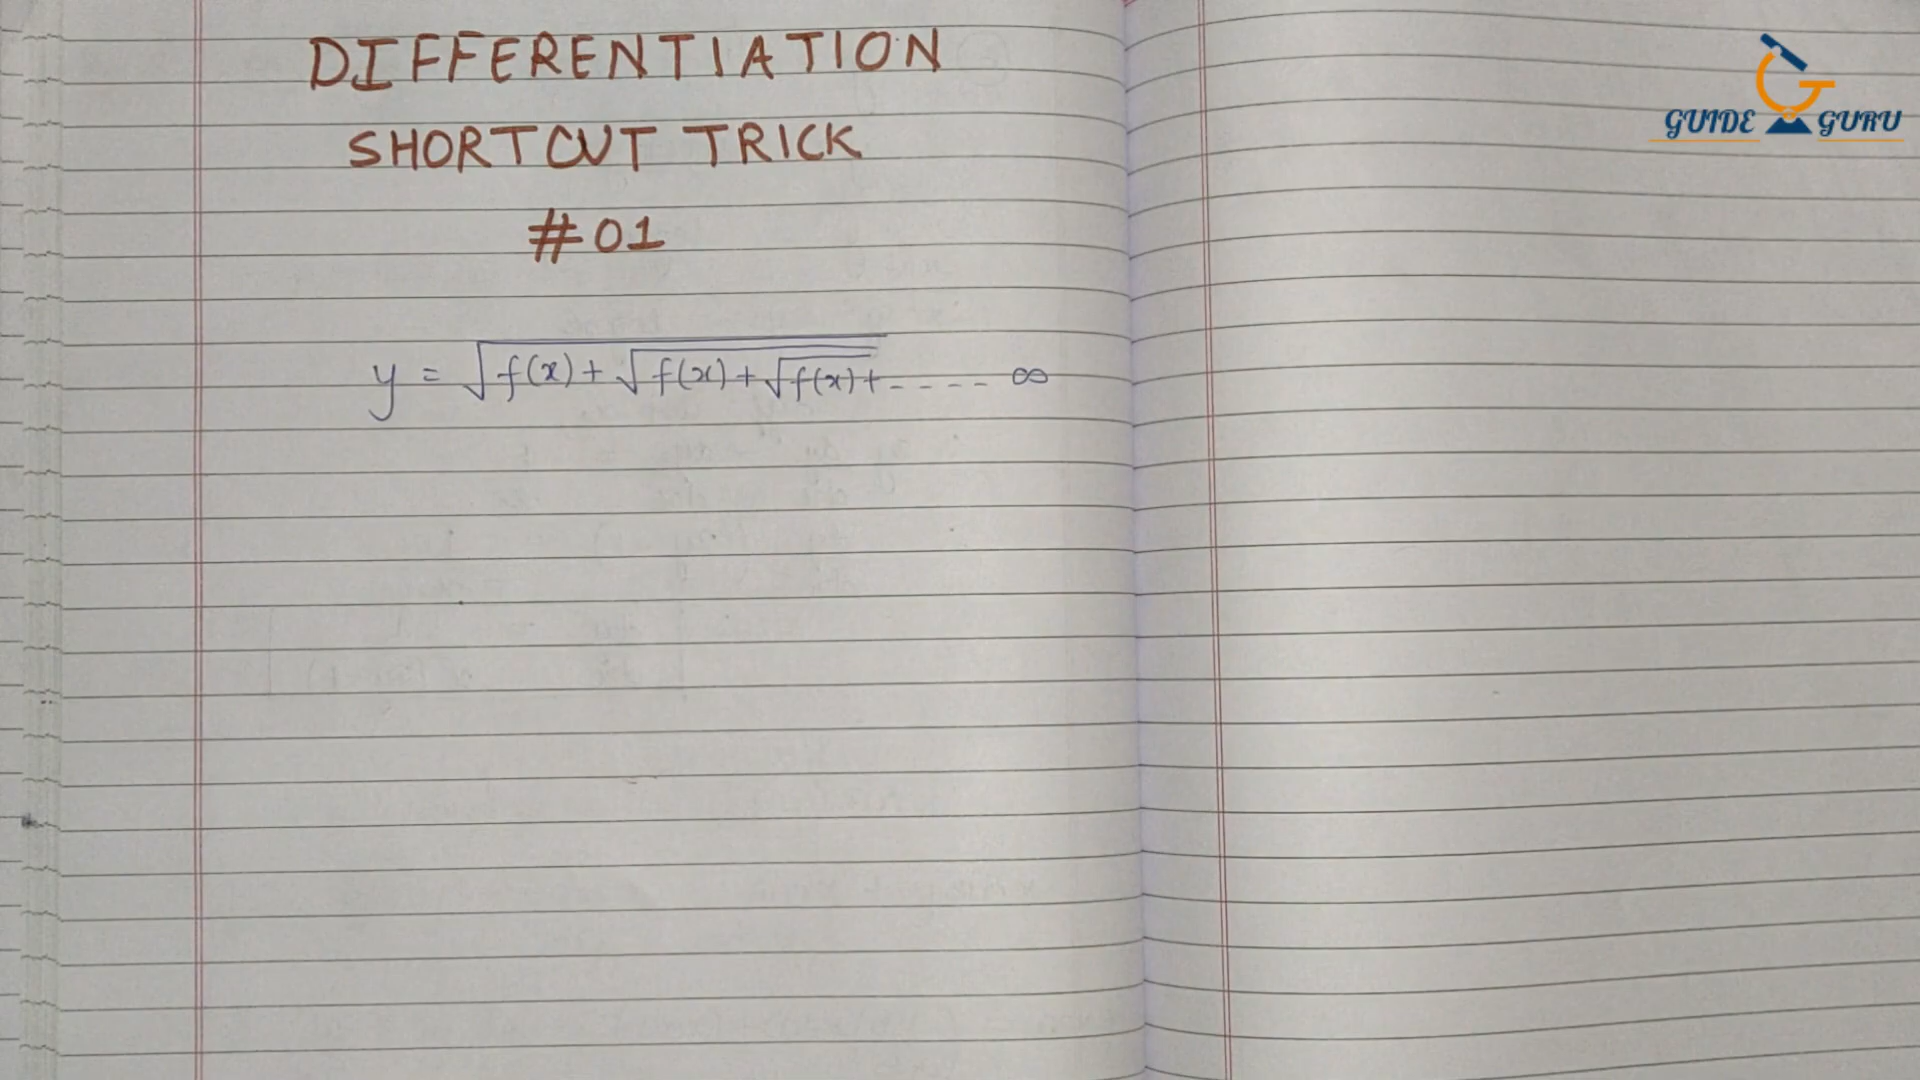 DIFFERENTIATION
SHORTCUT TRICK
#01
y = √f(x) + √f(x) + √f(x) + - - - - ∞
GUIDE GURU